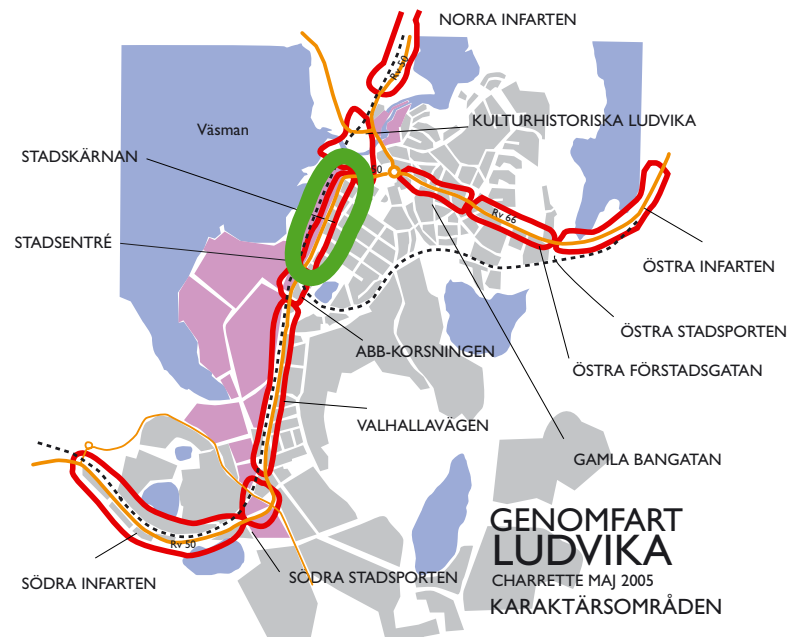 NORRA INFARTEN
Rv 50
KULTURHISTORISKA LUDVIKA
Väsman
STADSKÄRNAN
50
Rv 66
STADSENTRÉ
ÖSTRA INFARTEN
ÖSTRA STADSPORTEN
ABB-KORSNINGEN
ÖSTRA FÖRSTADSGATAN
VALHALLAVÄGEN
GAMLA BANGATAN
GENOMFART
LUDVIKA
CHARRETTE MAJ 2005
KARAKTÄRSOMRÅDEN
Rv 50
SÖDRA INFARTEN
SÖDRA STADSPORTEN